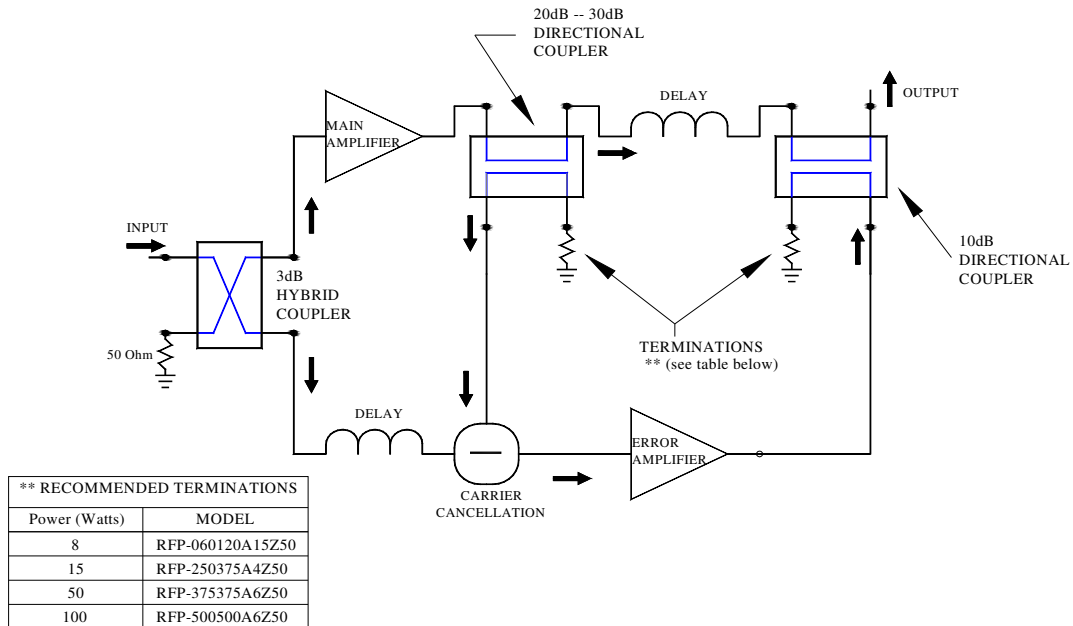 20dB -- 30dB
DIRECTIONAL
COUPLER
DELAY
OUTPUT
MAIN
AMPLIFIER
INPUT
3dB
HYBRID
COUPLER
10dB
DIRECTIONAL
COUPLER
50 Ohm
TERMINATIONS
** (see table below)
DELAY
ERROR
AMPLIFIER
CARRIER
CANCELLATION
** RECOMMENDED TERMINATIONS
Power (Watts) MODEL
8 RFP-060120A15Z50
15 RFP-250375A4Z50
50 RFP-375375A6Z50
100 RFP-500500A6Z50